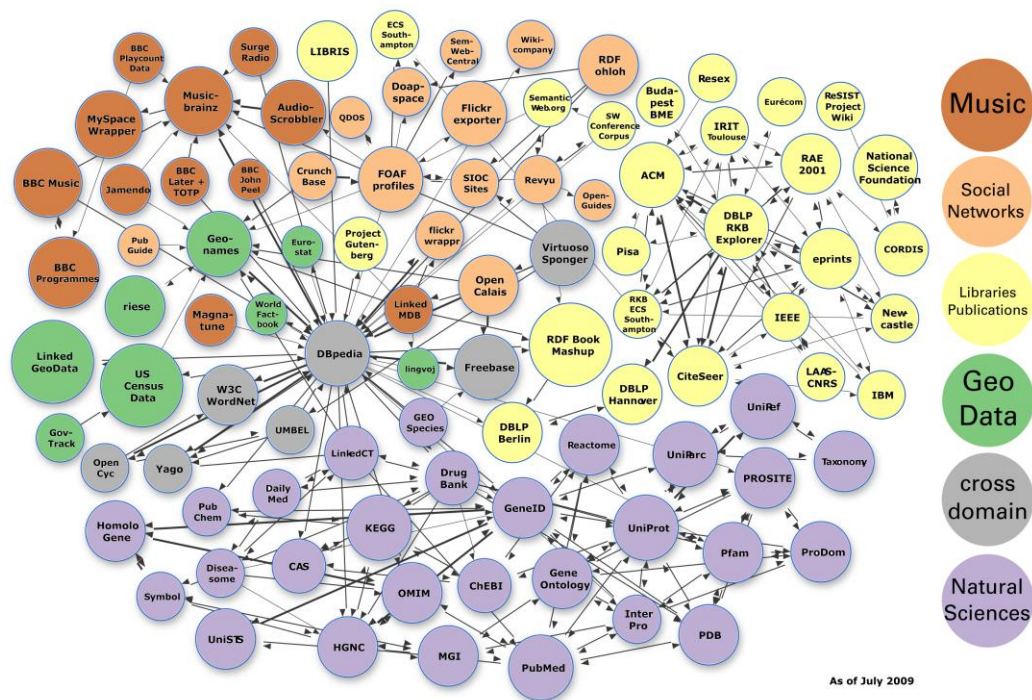 BBC
Playcount
Data
Surge
Radio
LIBRIS
ECS
South-
ampton
Sem-
Web-
Central
Wiki-
company
RDF
ohloh
Music-
brainz
MySpace
Wrapper
Audio-
Scrobbler
QDOS
Doap-
space
Flickr
exporter
Semantic
Web.org
SW
Conference
Corpus
Buda-
pest
BME
Resex
IRIT
Toulouse
Eurécom
ReSIST
Project
Wiki
BBC Music
Jamendo
BBC
Later +
TOTP
BBC
John
Peel
Crunch
Base
FOAF
profiles
SIOC
Sites
Revyu
Open-
Guides
ACM
RAE
2001
National
Science
Foundation
DBLP
RKB
Explorer
Pub
Guide
Geo-
names
Euro-
stat
Project
Guten-
berg
flickr
wrappr
Virtuoso
Sponger
Pisa
eprints
CORDIS
BBC
Programmes
riese
Magna-
tune
World
Fact-
book
Linked
MDB
Open
Calais
RKB
ECS
South-
ampton
IEEE
New-
castle
Linked
GeoData
US
Census
Data
DBpedia
lingvoj
Freebase
RDF Book
Mashup
CiteSeer
LAAS-
CNRS
IBM
W3C
WordNet
DBLP
Hannover
Gov-
Track
UMBEL
GEO
Species
DBLP
Berlin
UniRef
Open
Cyc
Yago
LinkedCT
Reactome
UniParc
Taxonomy
Daily
Med
Drug
Bank
PROSITE
Pub
Chem
Homolo
Gene
KEGG
GeneID
UniProt
Pfam
ProDom
Disea-
some
CAS
Symbol
OMIM
ChEBI
Gene
Ontology
Inter
Pro
UniSTS
HGNC
MGI
PubMed
PDB
Music
Social
Networks
Libraries
Publications
Geo
Data
cross
domain
Natural
Sciences
As of July 2009